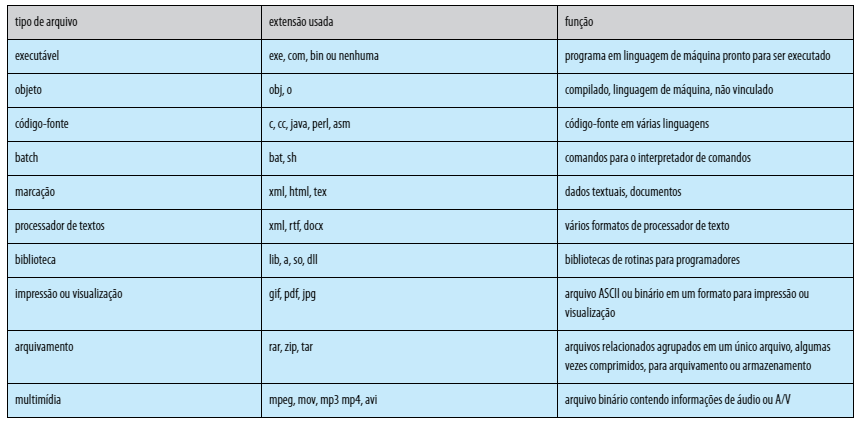 tipo de arquivo extensão usada função
executável exe, com, bin ou nenhuma programa em linguagem de máquina pronto para ser executado
objeto obj, o compilado, linguagem de máquina, não vinculado
código-fonte c, cc, java, perl, asm código-fonte em várias linguagens
batch bat, sh comandos para o interpretador de comandos
marcação xml, html, tex dados textuais, documentos
processador de textos xml, rtf, docx vários formatos de processador de texto
biblioteca lib, a, so, dll bibliotecas de rotinas para programadores
impressão ou visualização gif, pdf, jpg arquivo ASCII ou binário em um formato para impressão ou
visualização
arquivamento rar, zip, tar arquivos relacionados agrupados em um único arquivo, algumas
vezes comprimidos, para arquivamento ou armazenamento
multimídia mpeg, mov, mp3 mp4, avi arquivo binário contendo informações de áudio ou A/V